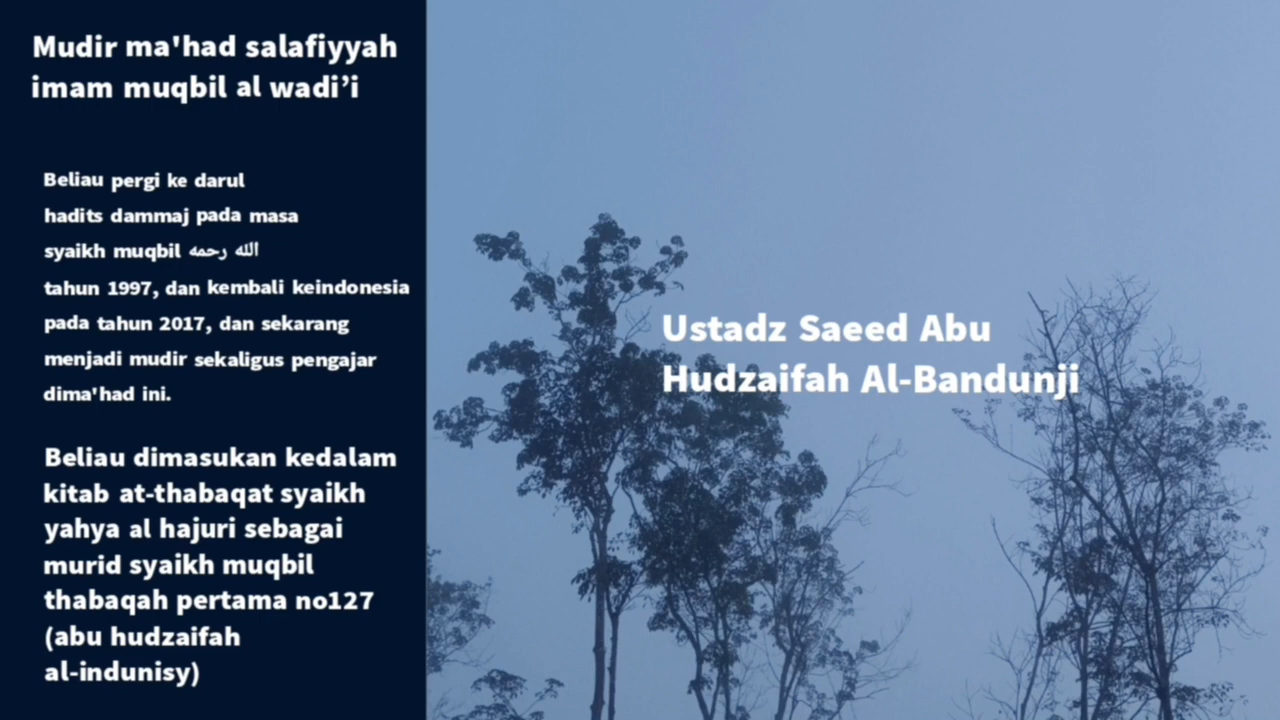 Mudir ma'had salafiyyah
imam muqbil al wadi’i
Beliau pergi ke darul
hadits dammaj pada masa
syaikh muqbil رحمه الله
tahun 1997, dan kembali keindonesia
pada tahun 2017, dan sekarang
menjadi mudir sekaligus pengajar
dima'had ini.
Beliau dimasukan kedalam
kitab at-thabaqat syaikh
yahya al hajuri sebagai
murid syaikh muqbil
thabaqah pertama no127
(abu hudzaifah
al-indunisy)
Ustadz Saeed Abu
Hudzaifah Al-Bandunji